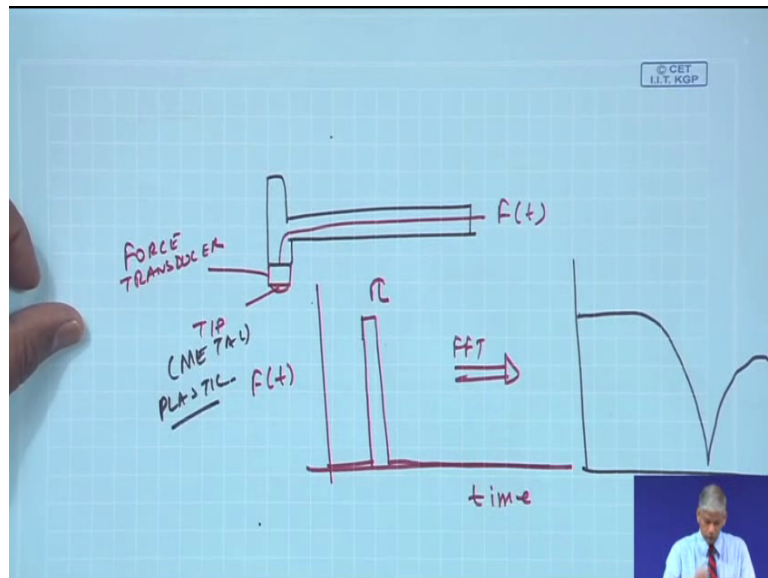 © CET
I.I.T. KGP
F(t)
FORCE
TRANSDUCER
TIP
(METAL)
PLASTIC
F(t)
τ
FFT
time